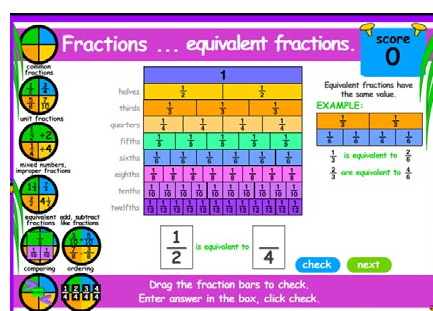 Fractions ... equivalent fractions.
score
0
common
fractions
unit fractions
mixed numbers,
improper fractions
equivalent
fractions
add, subtract
like fractions
comparing
ordering
1
halves 1/2 1/2
thirds 1/3 1/3 1/3
quarters 1/4 1/4 1/4 1/4
fifths 1/5 1/5 1/5 1/5 1/5
sixths 1/6 1/6 1/6 1/6 1/6 1/6
eighths 1/8 1/8 1/8 1/8 1/8 1/8 1/8 1/8
tenths 1/10 1/10 1/10 1/10 1/10 1/10 1/10 1/10 1/10 1/10
twelfths 1/12 1/12 1/12 1/12 1/12 1/12 1/12 1/12 1/12 1/12 1/12 1/12
Equivalent fractions have
the same value.
EXAMPLE:
1/3 1/3
1/6 1/6 1/6 1/6
1/3 is equivalent to 2/6
2/3 are equivalent to 4/6
1/2 is equivalent to /4
check next
Drag the fraction bars to check.
Enter answer in the box, click check.